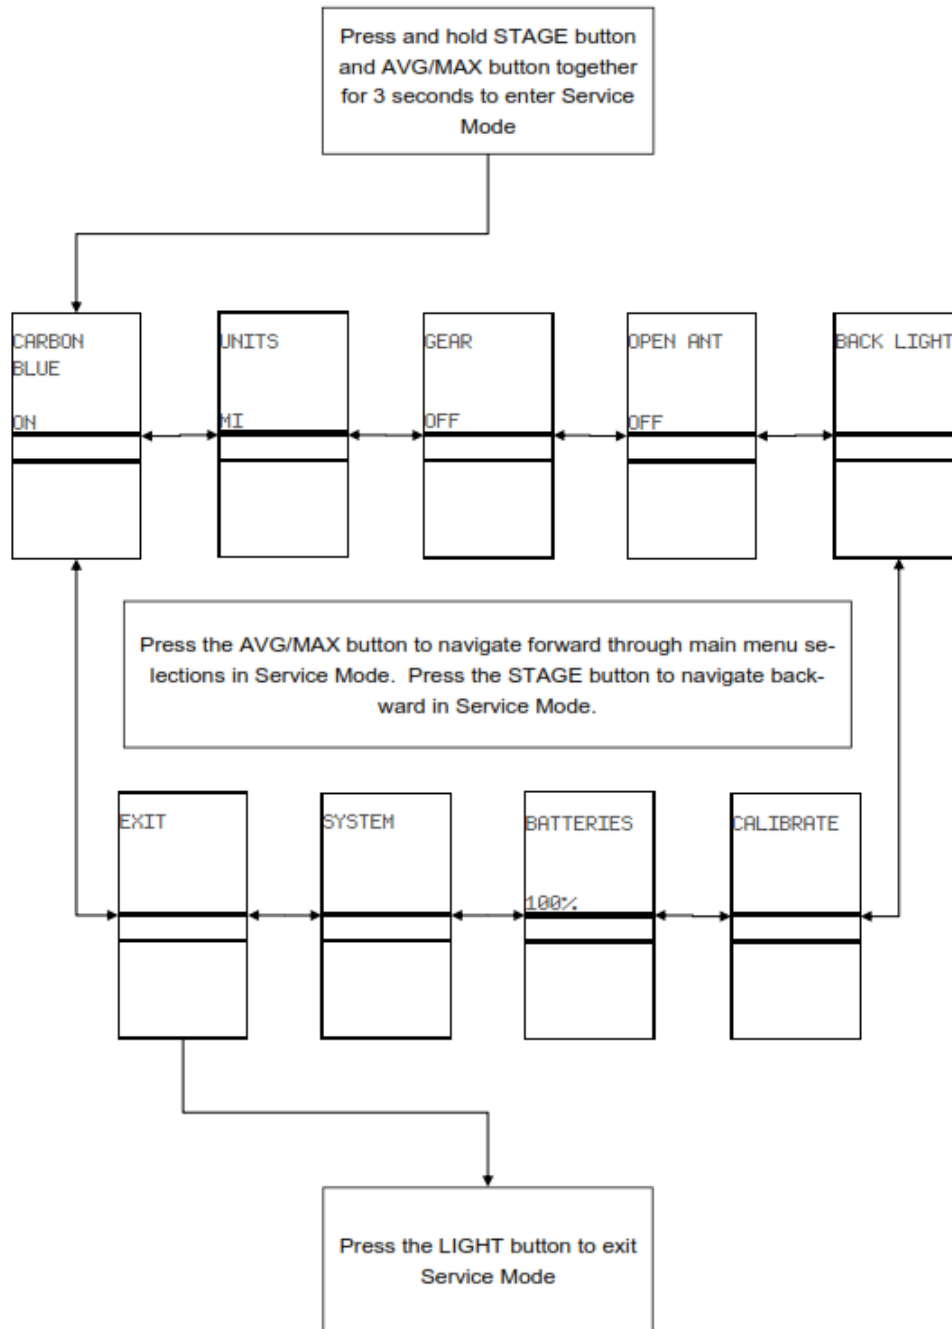 Press and hold STAGE button
and AVG/MAX button together
for 3 seconds to enter Service
Mode
CARBON
BLUE
ON
UNITS
MI
GEAR
OFF
OPEN ANT
OFF
BACK LIGHT
Press the AVG/MAX button to navigate forward through main menu se-
lections in Service Mode. Press the STAGE button to navigate back-
ward in Service Mode.
EXIT
SYSTEM
BATTERIES
100%
CALIBRATE
Press the LIGHT button to exit
Service Mode